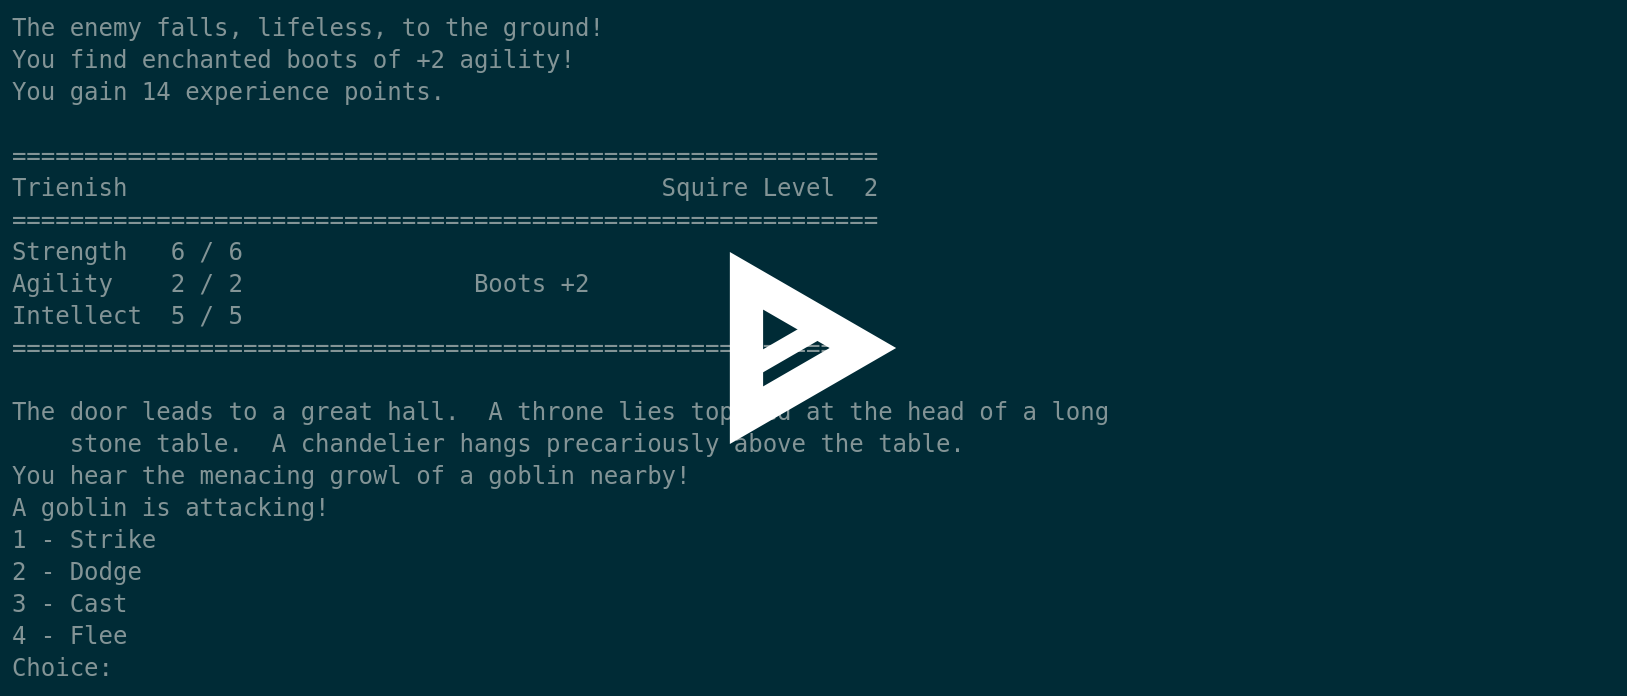 The enemy falls, lifeless, to the ground!
You find enchanted boots of +2 agility!
You gain 14 experience points.
============================================================
Trienish                                     Squire Level  2
============================================================
Strength   6 / 6
Agility    2 / 2                Boots +2
Intellect  5 / 5
============================================================
The door leads to a great hall.  A throne lies at the head of a long
    stone table.  A chandelier hangs precariously above the table.
You hear the menacing growl of a goblin nearby!
A goblin is attacking!
1 - Strike
2 - Dodge
3 - Cast
4 - Flee
Choice: